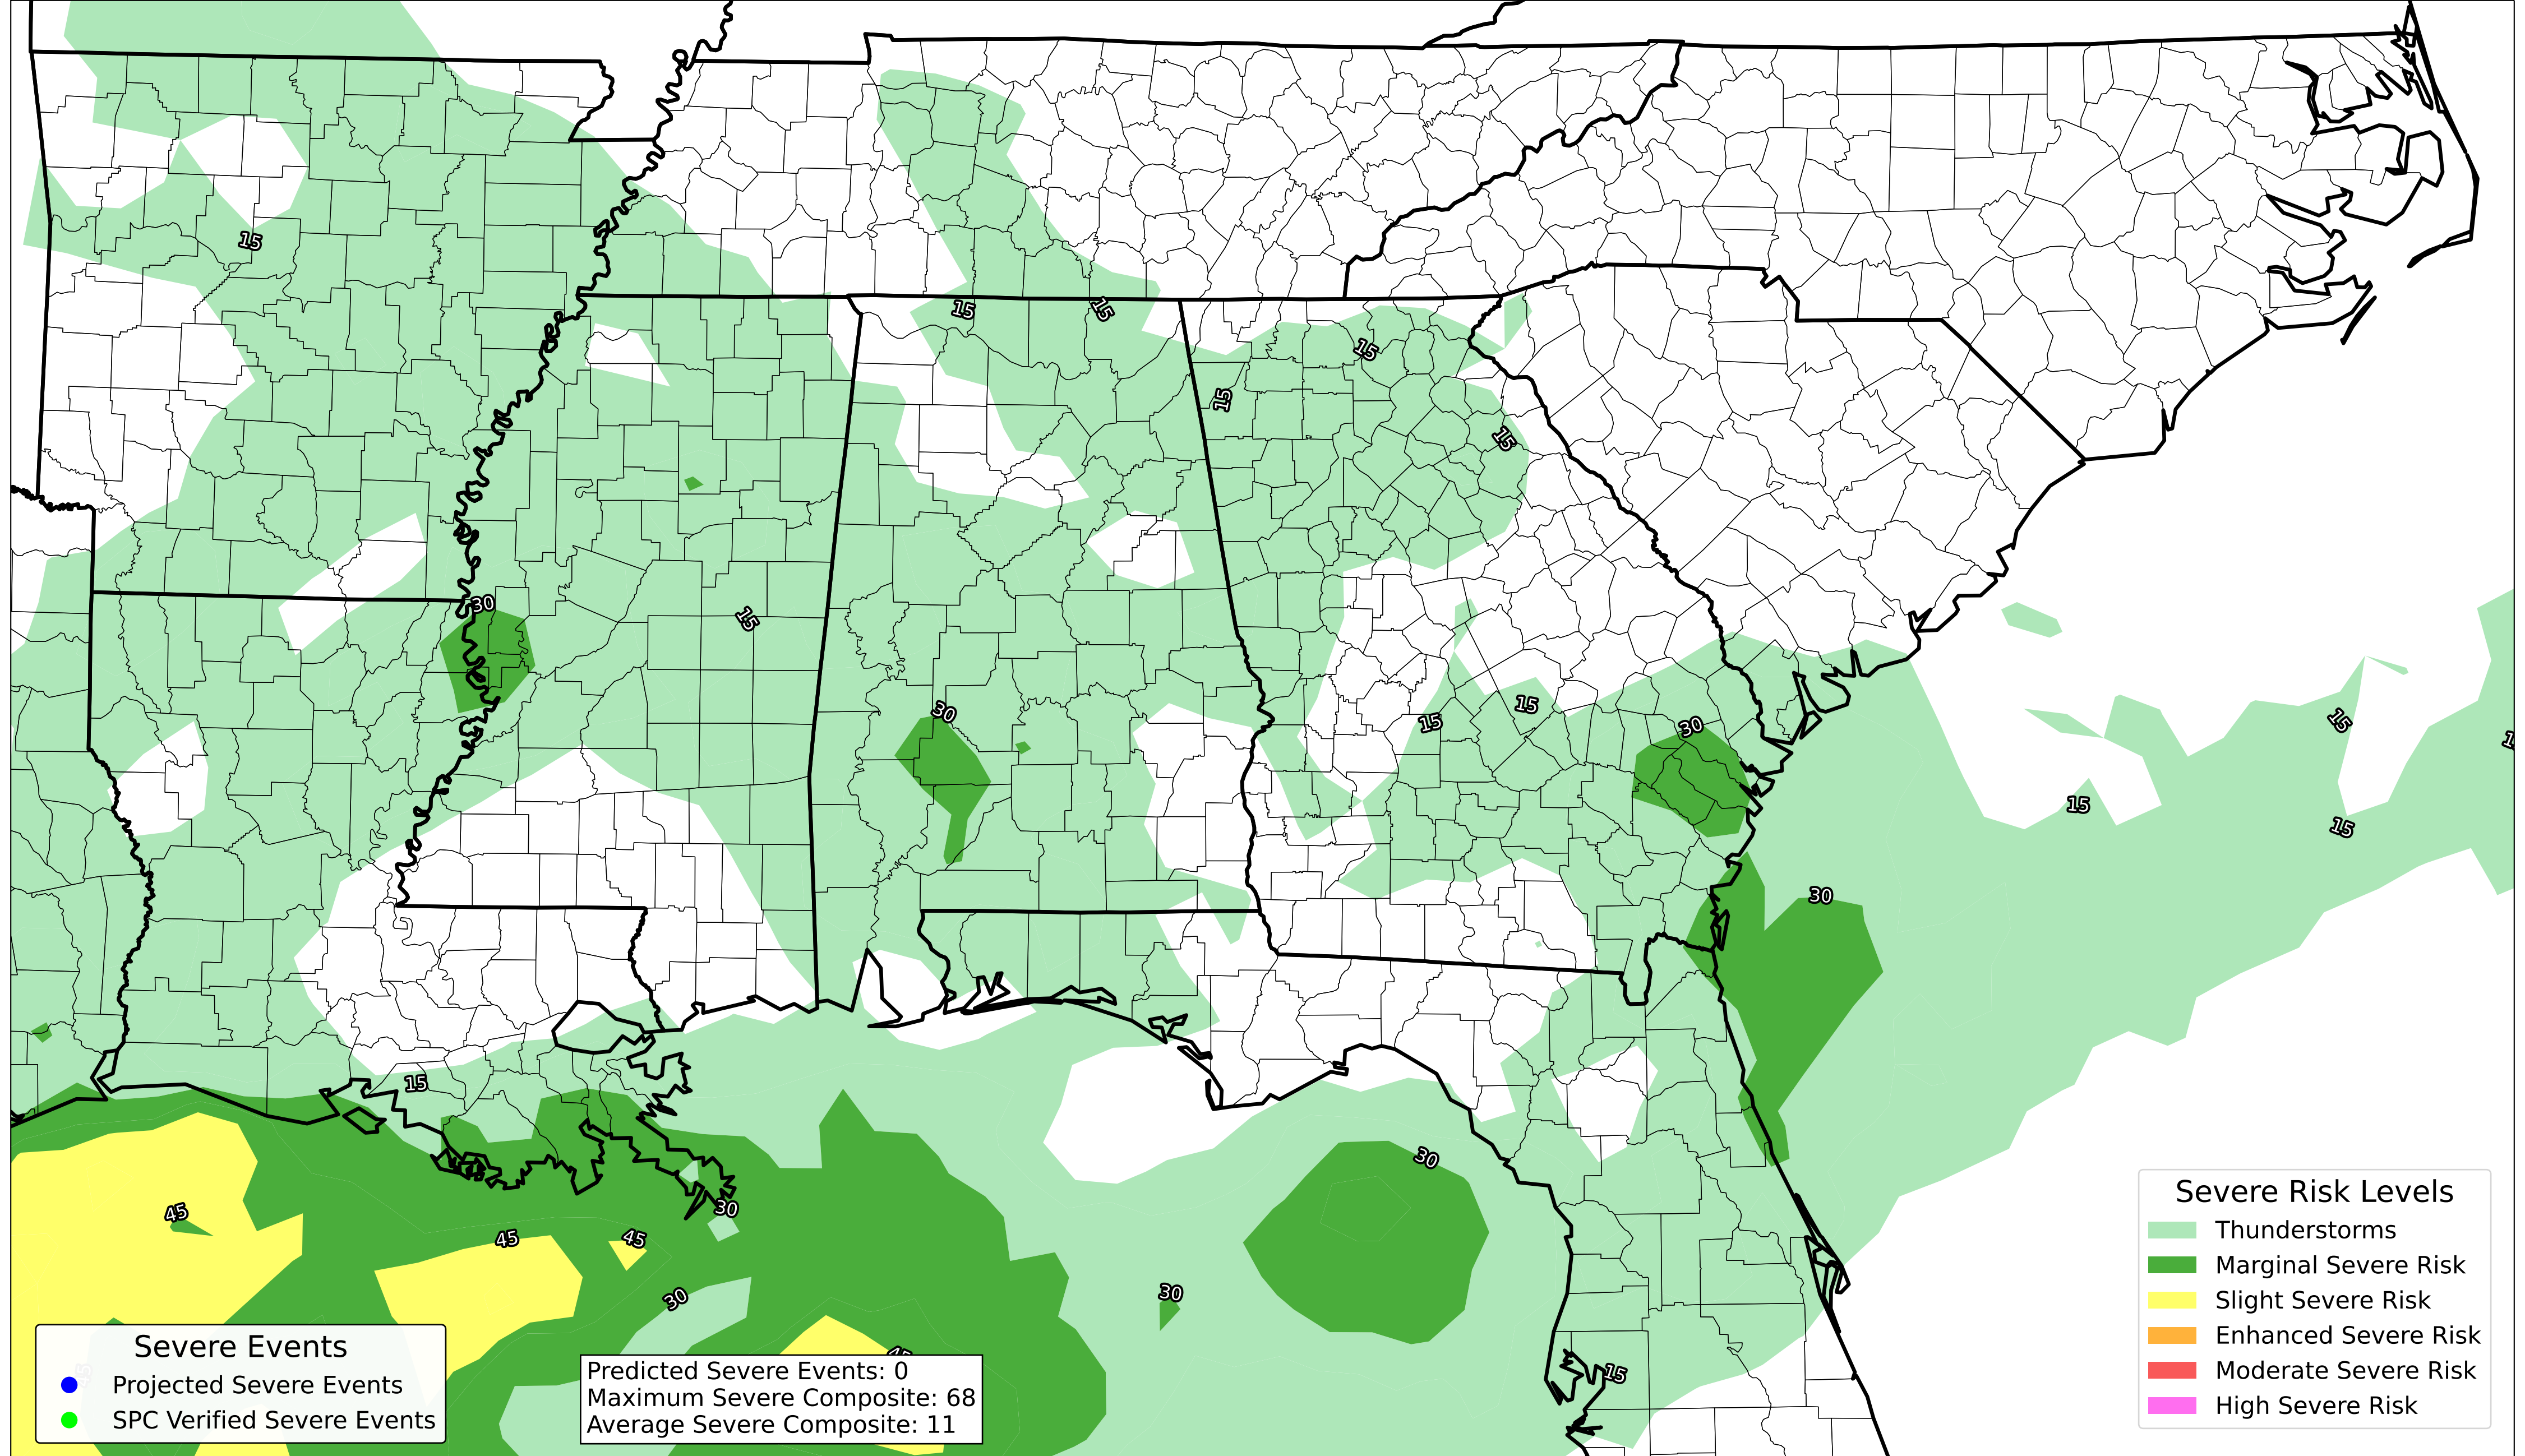 15
15
15
15
15
15
30
15
15
15
30
30
15
15
15
15
30
15
30
45
30
45
45
30
30
15
Severe Risk Levels
Thunderstorms
Marginal Severe Risk
Slight Severe Risk
Enhanced Severe Risk
Moderate Severe Risk
High Severe Risk
Severe Events
Projected Severe Events
SPC Verified Severe Events
Predicted Severe Events: 0
Maximum Severe Composite: 68
Average Severe Composite: 11